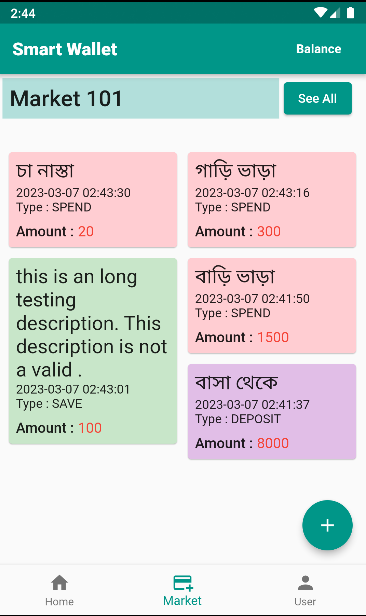 2:44
Smart Wallet
Balance
Market 101
See All
চা নাস্তা
2023-03-07 02:43:30
Type : SPEND
Amount : 20
গাড়ি ভাড়া
2023-03-07 02:43:16
Type : SPEND
Amount : 300
this is an long
testing
description. This
description is not
a valid .
2023-03-07 02:43:01
Type : SAVE
Amount : 100
বাড়ি ভাড়া
2023-03-07 02:41:50
Type : SPEND
Amount : 1500
বাসা থেকে
2023-03-07 02:41:37
Type : DEPOSIT
Amount : 8000
Home
Market
User